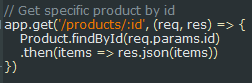 // Get specific product by id
app.get('/products/:id', (req, res) => {
  Product.findById(req.params.id)
  .then(items => res.json(items))
})